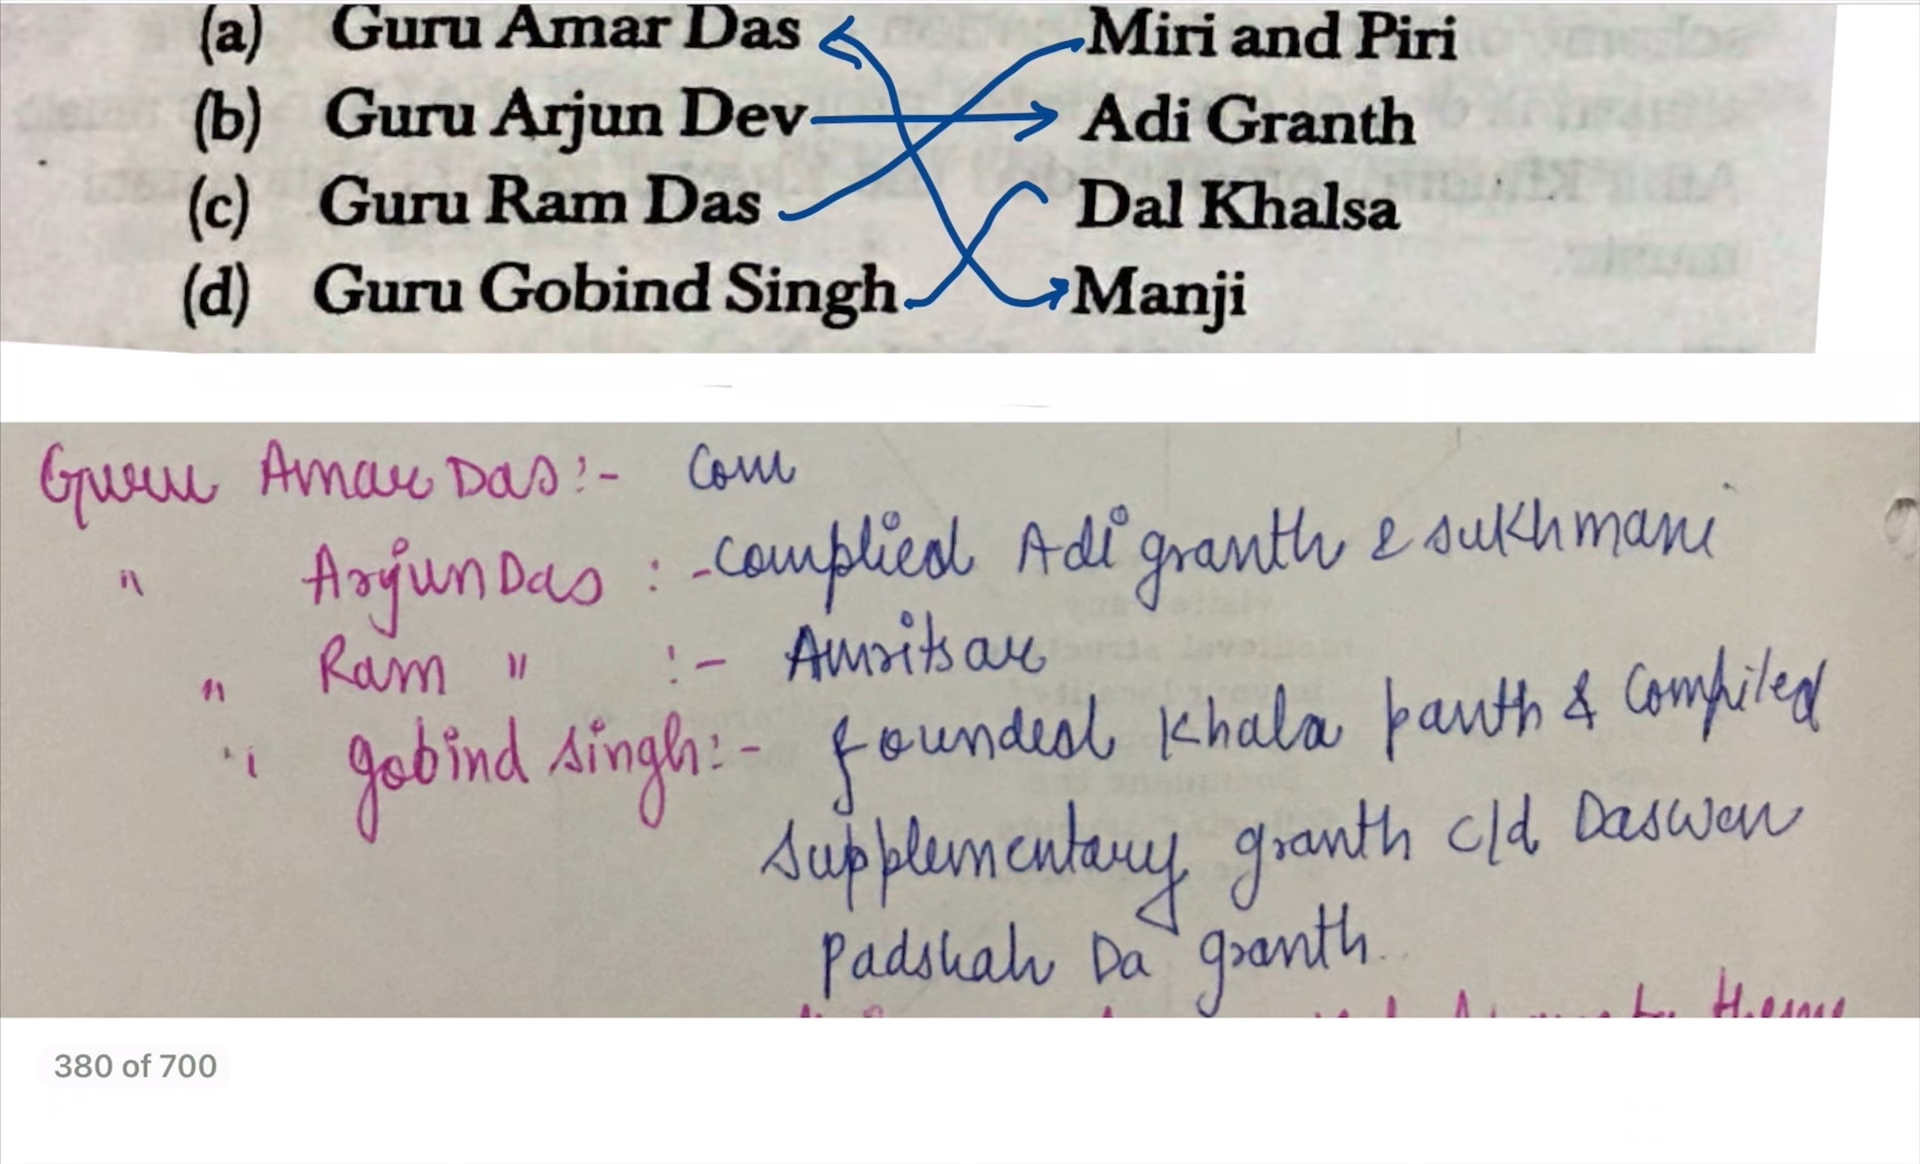 (a) Guru Amar Das Miri and Piri
(b) Guru Arjun Dev Adi Granth
(c) Guru Ram Das Dal Khalsa
(d) Guru Gobind Singh Manji
Guru Amar Das :- Com
" Arjun Das : - Complied Adi granth & sukhmani
" Ram " :- Amritsar
" gobind singh :- founded Khala panth & Compiled
supplementary granth c/d Daswen
Padshah Da granth.
380 of 700